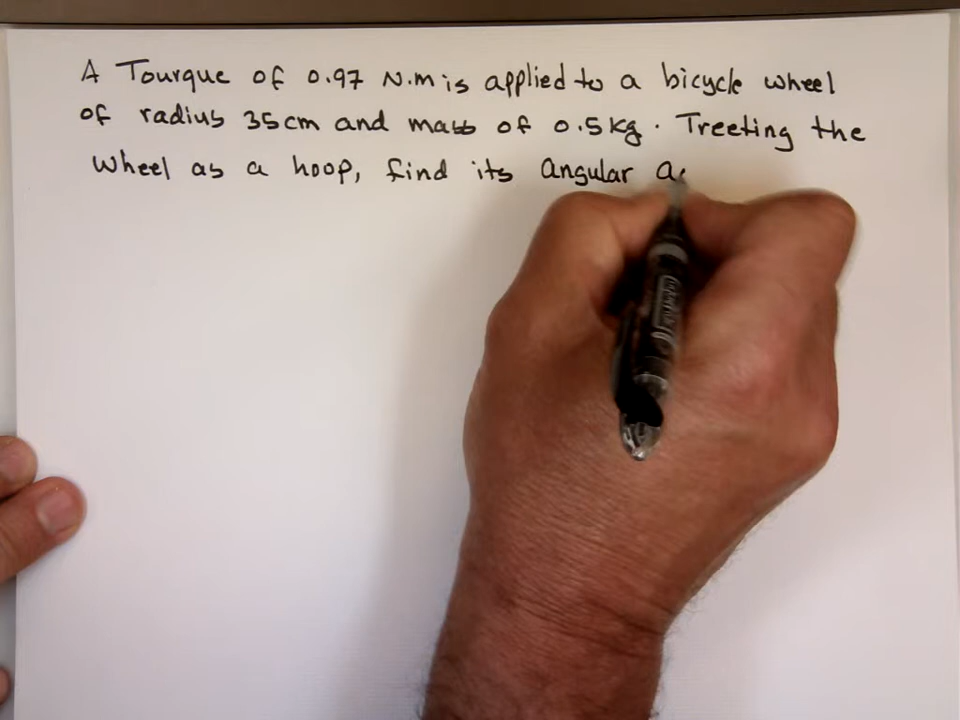 A Tourque of 0.97 N.m is applied to a bicycle wheel
of radius 35cm and mass of 0.5kg. Treeting the
wheel as a hoop, find its angular a